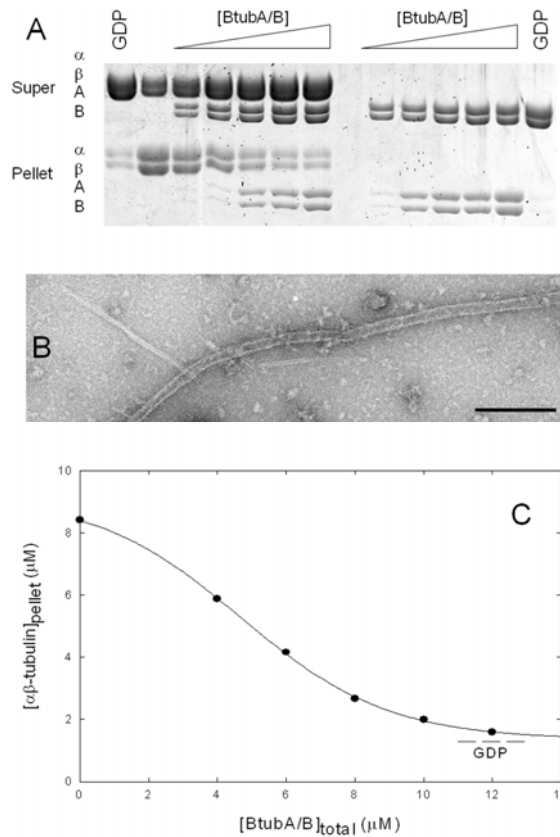 A
GDP
[BtubA/B]
[BtubA/B]
GDP
Super
α
β
A
B
Pellet
α
β
A
B
B
C
10
8
6
4
2
0
[αβ-tubulin]pellet (μM)
GDP
0 2 4 6 8 10 12 14
[BtubA/B]total (μM)